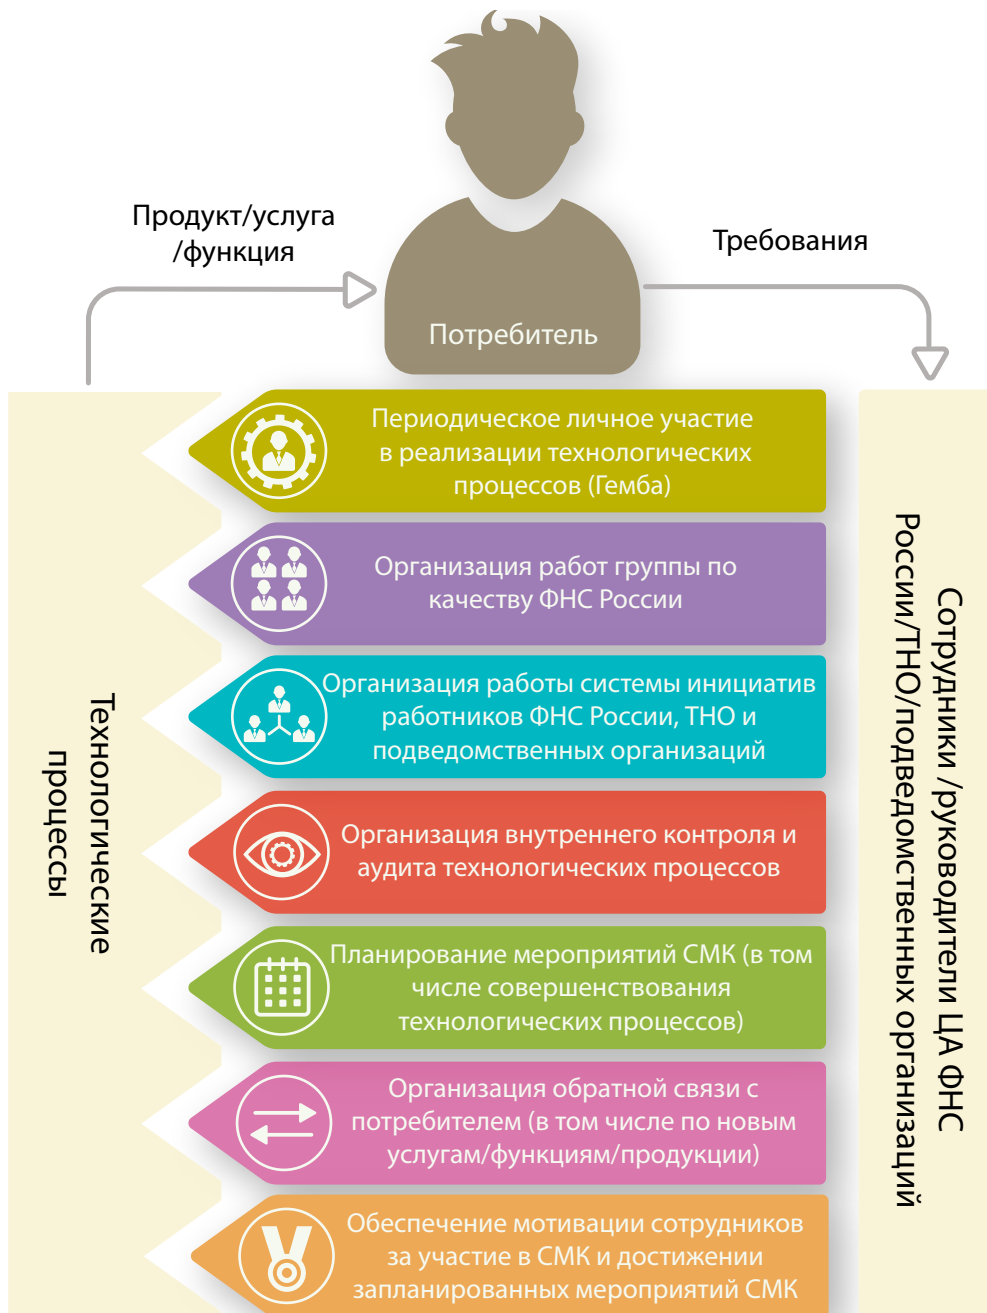 Продукт/услуга
/функция
Требования
Потребитель
Периодическое личное участие
в реализации технологических
процессов (Гемба)
Организация работ группы по
качеству ФНС России
Организация работы системы инициатив
работников ФНС России, ТНО и
подведомственных организаций
Организация внутреннего контроля и
аудита технологических процессов
Планирование мероприятий СМК (в том
числе совершенствования
технологических процессов)
Организация обратной связи с
потребителем (в том числе по новым
услугам/функциям/продукции)
Обеспечение мотивации сотрудников
за участие в СМК и достижении
запланированных мероприятий СМК
Технологические
процессы
Сотрудники /руководители ЦА ФНС
России/ТНО/подведомственных организаций